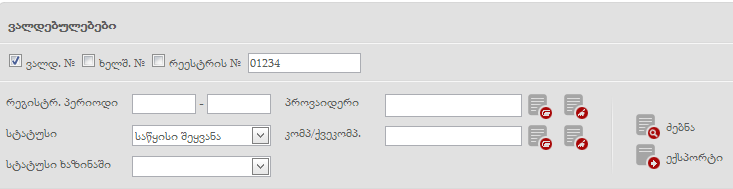 ვალდებულებები
ვალდ. № ხელშ. № რეესტრის № 01234
რეგისტრ. პერიოდი - პროვაიდერი
სტატუსი საწყისი შეყვანა კომპ/ქვეკომპ.
ძებნა
სტატუსი ხაზინაში
ექსპორტი